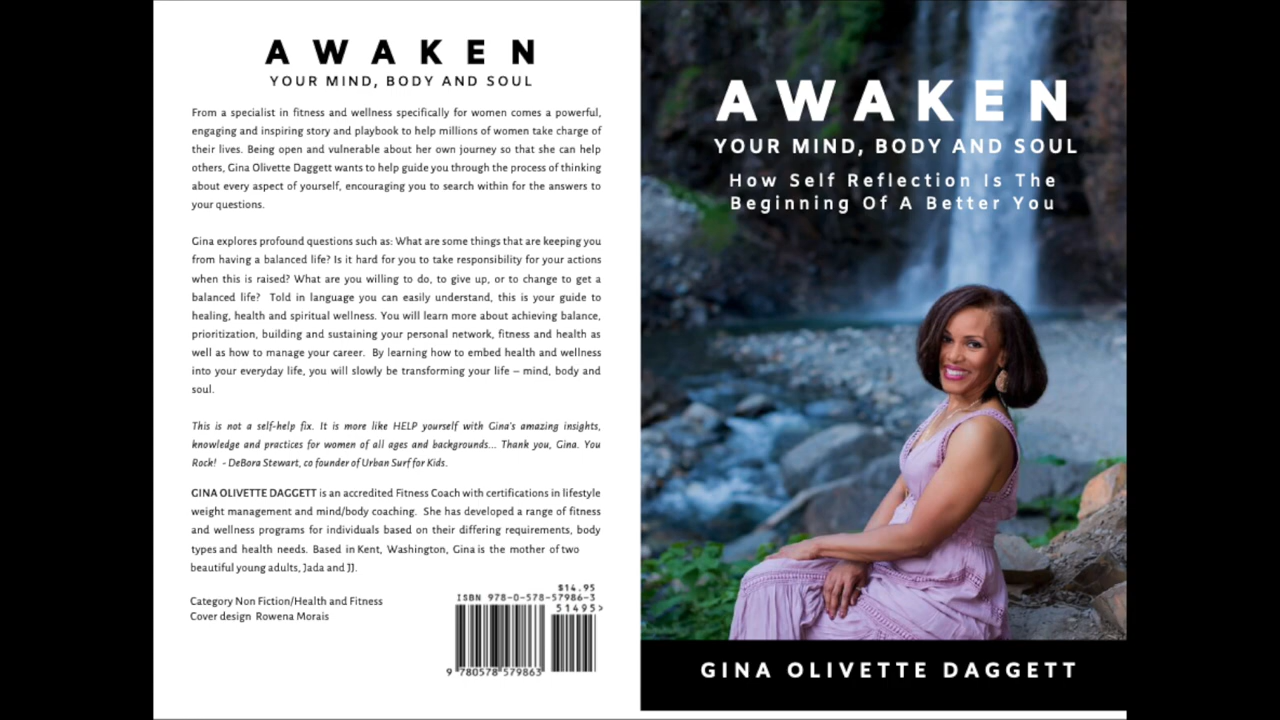 AWAKEN
YOUR MIND, BODY AND SOUL
From a specialist in fitness and wellness specifically for women comes a powerful,
engaging and inspiring story and playbook to help millions of women take charge of
their lives. Being open and vulnerable about her own journey so that she can help
others, Gina Olivette Daggett wants to help guide you through the process of thinking
about every aspect of yourself, encouraging you to search within for the answers to
your questions.
Gina explores profound questions such as: What are some things that are keeping you
from having a balanced life? Is it hard for you to take responsibility for your actions
when this is raised? What are you willing to do, to give up, or to change to get a
balanced life? Told in language you can easily understand, this is your guide to
healing, health and spiritual wellness. You will learn more about achieving balance,
prioritization, building and sustaining your personal network, fitness and health as
well as how to manage your career. By learning how to embed health and wellness
into your everyday life, you will slowly be transforming your life – mind, body and
soul.
This is not a self-help fix. It is more like HELP yourself with Gina's amazing insights,
knowledge and practices for women of all ages and backgrounds... Thank you, Gina. You
Rock! - DeBora Stewart, co founder of Urban Surf for Kids.
GINA OLIVETTE DAGGETT is an accredited Fitness Coach with certifications in lifestyle
weight management and mind/body coaching. She has developed a range of fitness
and wellness programs for individuals based on their differing requirements, body
types and health needs. Based in Kent, Washington, Gina is the mother of two
beautiful young adults, Jada and JJ.
Category Non Fiction/Health and Fitness
Cover design Rowena Morais
$14.95
ISBN 978-0-578-57986-3
51495>
9 780578 579863
AWAKEN
YOUR MIND, BODY AND SOUL
How Self Reflection Is The
Beginning Of A Better You
GINA OLIVETTE DAGGETT